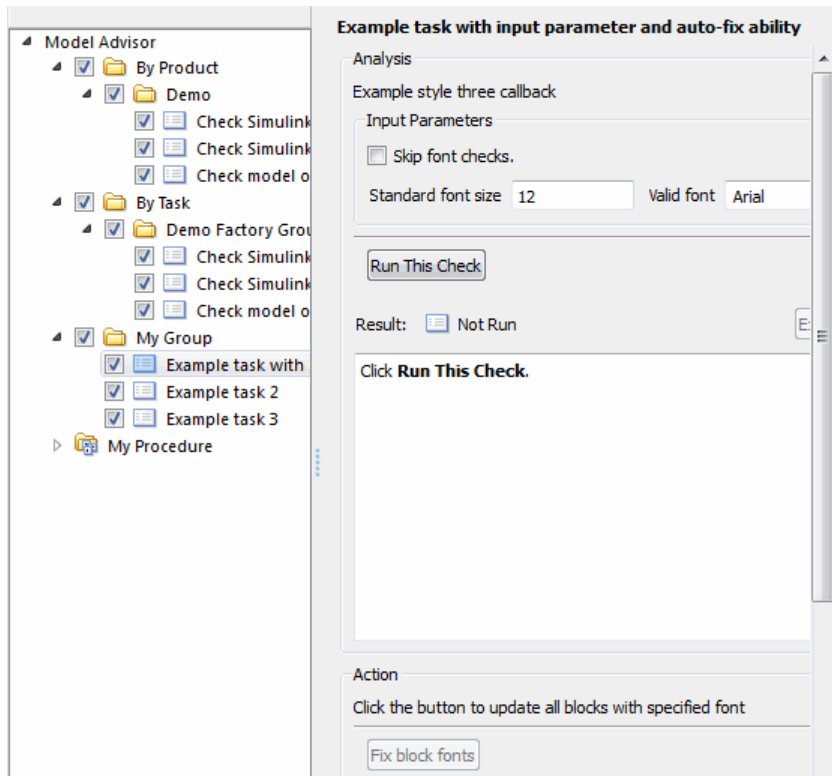 Model Advisor
By Product
Demo
Check Simulink
Check Simulink
Check model o
By Task
Demo Factory Grou
Check Simulink
Check Simulink
Check model o
My Group
Example task with
Example task 2
Example task 3
My Procedure
Example task with input parameter and auto-fix ability
Analysis
Example style three callback
Input Parameters
Skip font checks.
Standard font size 12 Valid font Arial
Run This Check
Result: Not Run
Click Run This Check.
Action
Click the button to update all blocks with specified font
Fix block fonts